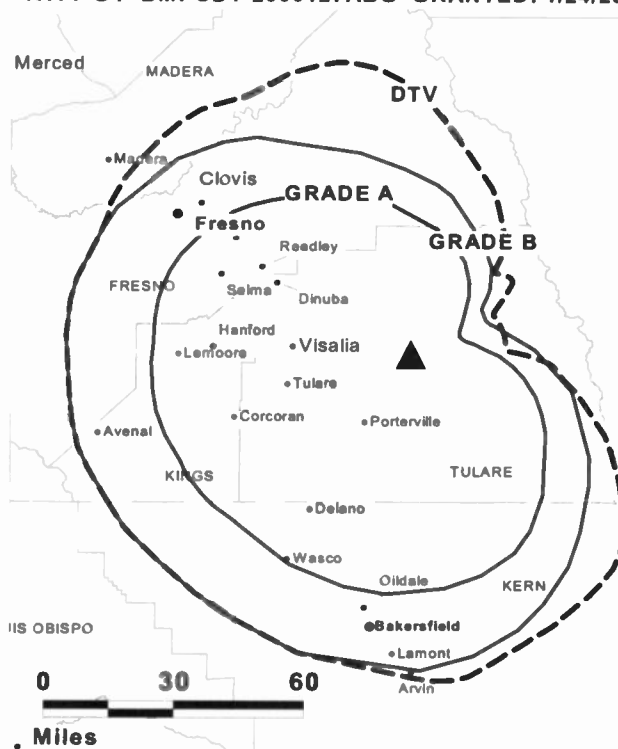 Merced
MADERA
DTV
Madera
Clovis
GRADE A
Fresno
GRADE B
Reedley
FRESNO
Selma
Dinuba
Hanford
Lemoore
Visalia
Tulare
Corcoran
Porterville
Avenal
KINGS
TULARE
Delano
Wasco
Oildale
KERN
IS OBISPO
Bakersfield
Lamont
0 30 60
Arvin
Miles